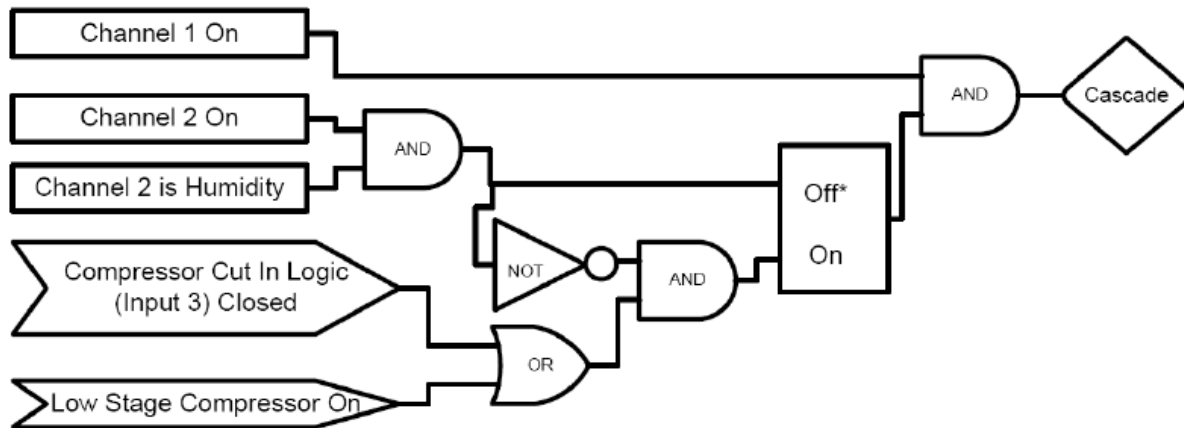 Channel 1 On
AND
Cascade
Channel 2 On
AND
Channel 2 is Humidity
Off*
On
Compressor Cut In Logic
(Input 3) Closed
NOT
AND
OR
Low Stage Compressor On